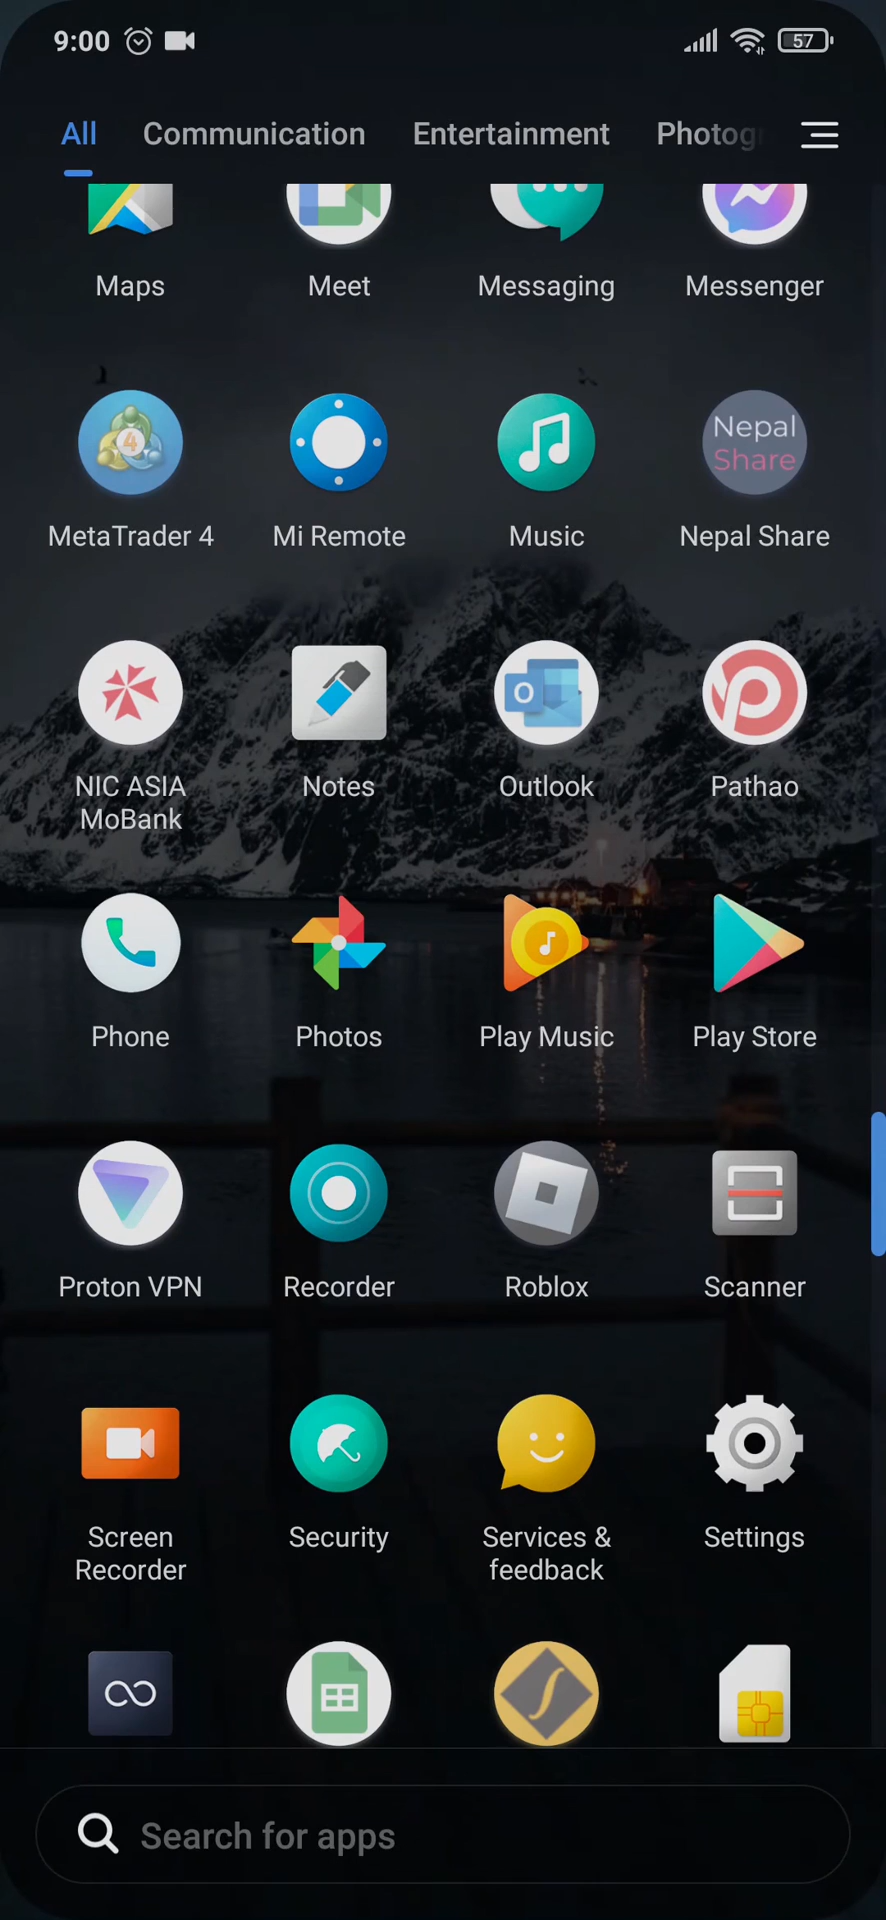 9:00
57
All Communication Entertainment Photog
Maps Meet Messaging Messenger
4
Nepal
Share
MetaTrader 4 Mi Remote Music Nepal Share
O
NIC ASIA
MoBank
Notes Outlook Pathao
Phone Photos Play Music Play Store
Proton VPN Recorder Roblox Scanner
Screen
Recorder
Security
Services &
feedback
Settings
Search for apps